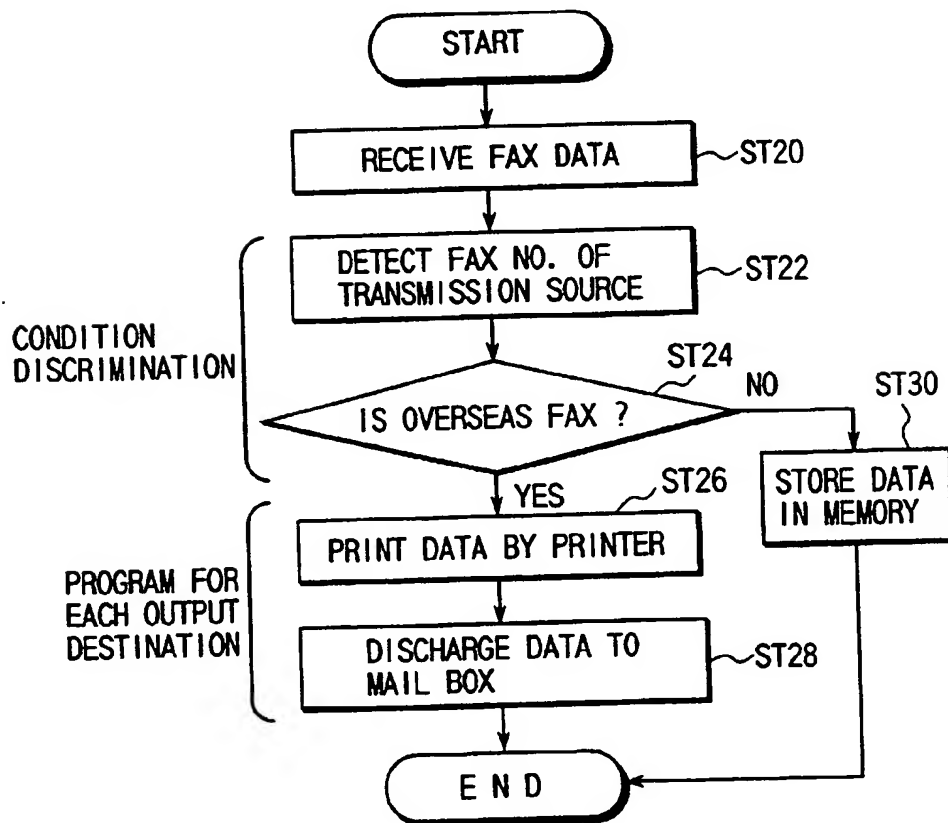 START
RECEIVE FAX DATA
ST20
DETECT FAX NO. OF
TRANSMISSION SOURCE
ST22
CONDITION
DISCRIMINATION
ST24
IS OVERSEAS FAX ?
NO
ST30
STORE DATA
IN MEMORY
YES
ST26
PRINT DATA BY PRINTER
PROGRAM FOR
EACH OUTPUT
DESTINATION
DISCHARGE DATA TO
MAIL BOX
ST28
END